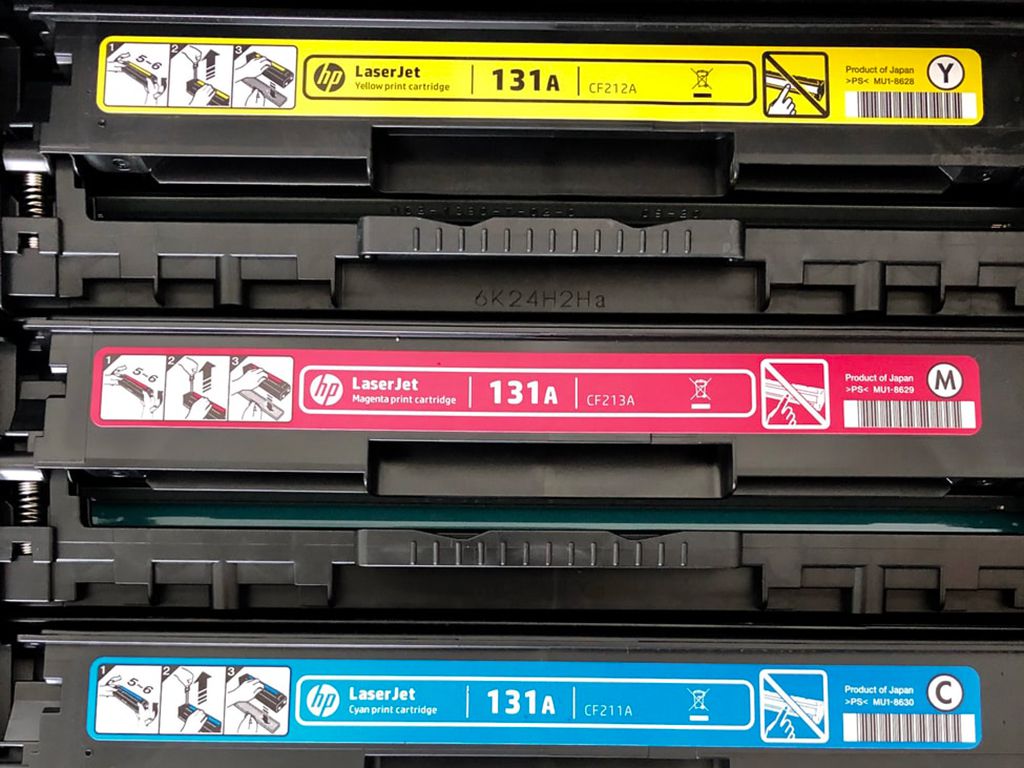 1 5-6 2 3
hp LaserJet 131A CF212A
Yellow print cartridge
Product of Japan Y
>PS< MU1-8628
6K24H2Ha
1 5-6 2 3
hp LaserJet 131A CF213A
Magenta print cartridge
Product of Japan M
>PS< MU1-8629
1 5-6 2 3
hp LaserJet 131A CF211A
Cyan print cartridge
Product of Japan C
>PS< MU1-8630